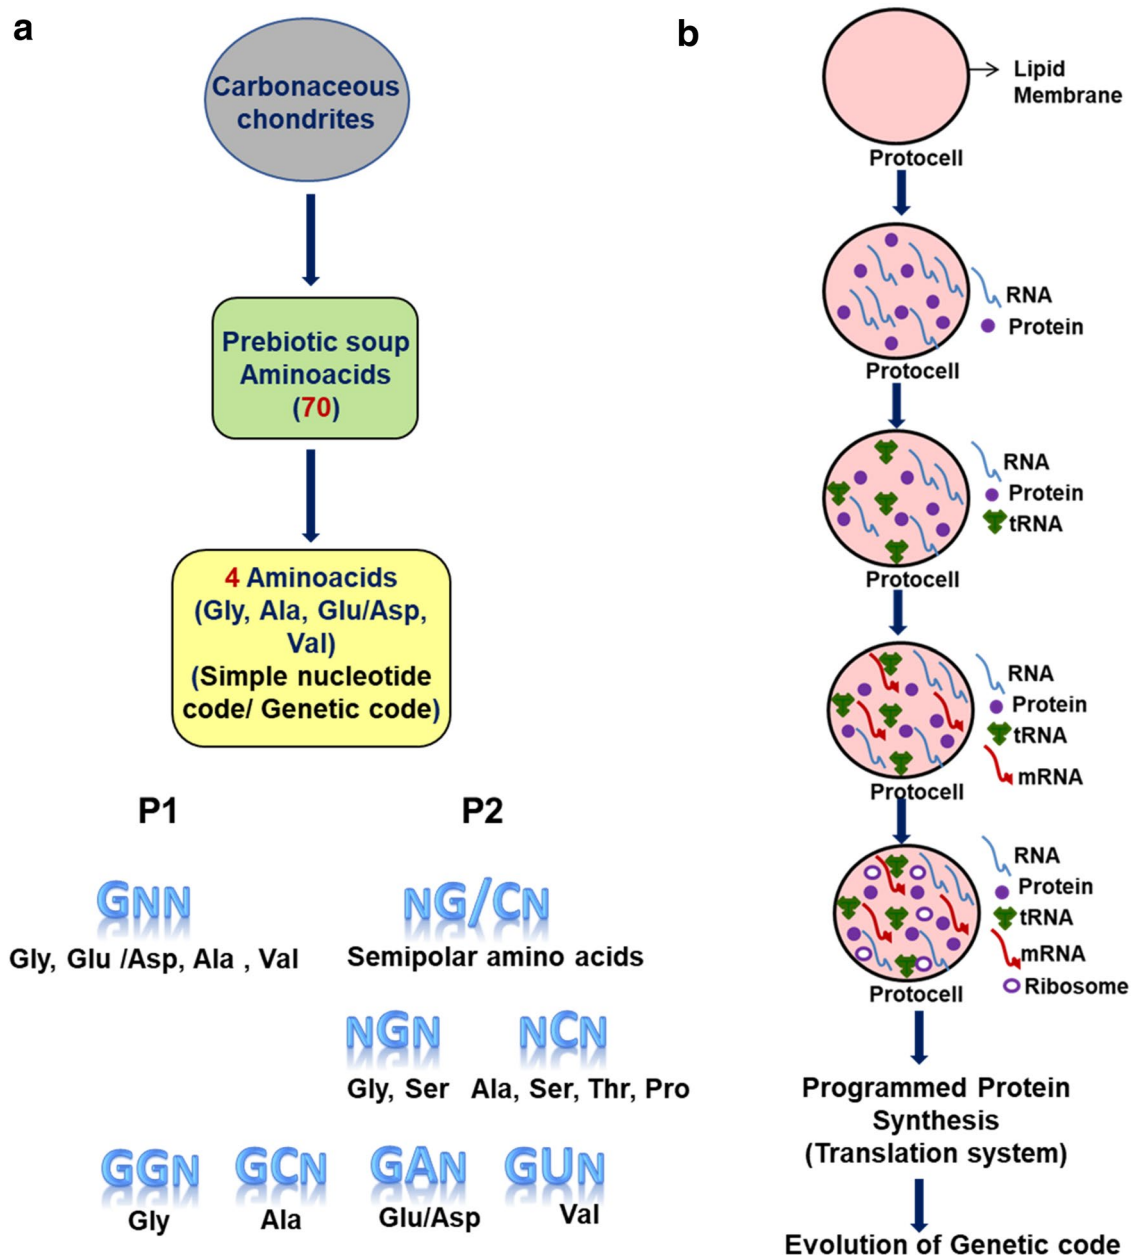 a
Carbonaceous
chondrites
Prebiotic soup
Aminoacids
(70)
4 Aminoacids
(Gly, Ala, Glu/Asp,
Val)
(Simple nucleotide
code/ Genetic code)
P1
P2
GNN
NG/CN
Gly, Glu /Asp, Ala , Val
Semipolar amino acids
NGN
NCN
Gly, Ser
Ala, Ser, Thr, Pro
GGN
GCN
GAN
GUN
Gly
Ala
Glu/Asp
Val
b
Lipid
Membrane
Protocell
RNA
Protein
Protocell
RNA
Protein
tRNA
Protocell
RNA
Protein
tRNA
mRNA
Protocell
RNA
Protein
tRNA
mRNA
Ribosome
Protocell
Programmed Protein
Synthesis
(Translation system)
Evolution of Genetic code